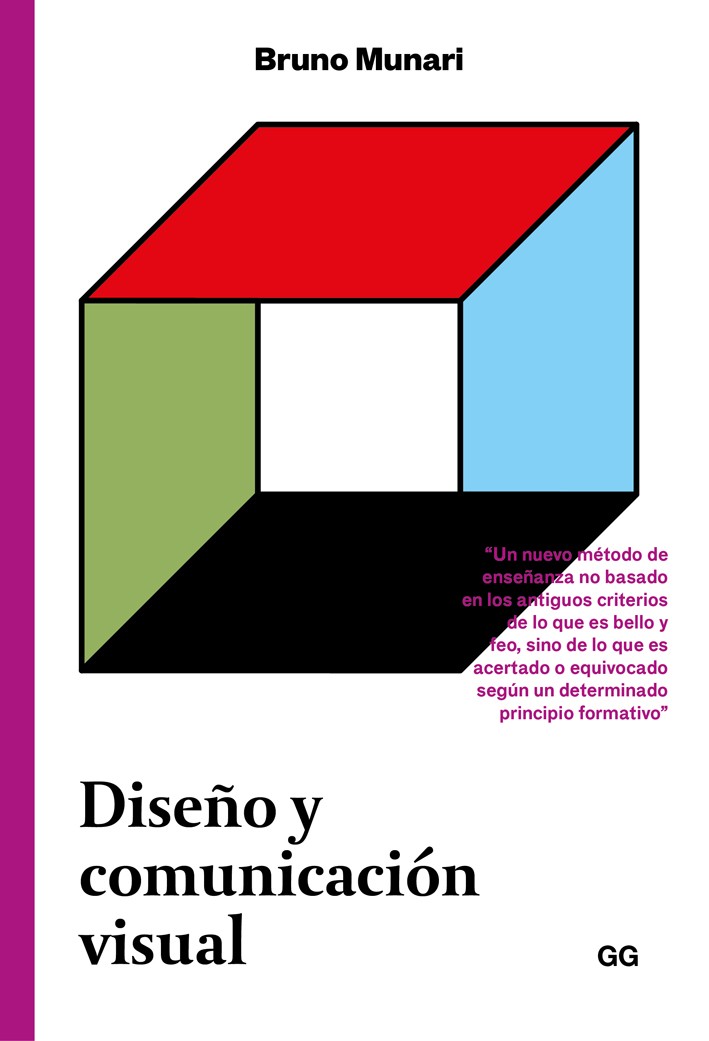 Bruno Munari
“Un nuevo método de
enseñanza no basado
en los antiguos criterios
de lo que es bello y
feo, sino de lo que es
acertado o equivocado
según un determinado
principio formativo”
Diseño y
comunicación
visual
GG